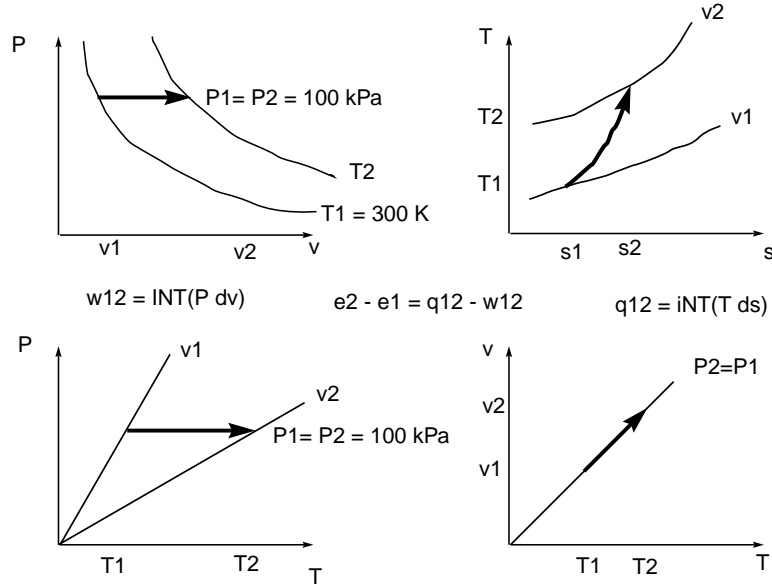 P
P1= P2 = 100 kPa
T2
T1 = 300 K
v1
v2
v
T
v2
v1
T2
T1
s1
s2
s
w12 = INT(P dv)
e2 - e1 = q12 - w12
q12 = iNT(T ds)
P
v1
v2
P1= P2 = 100 kPa
T1
T2
T
v
P2=P1
v2
v1
T1
T2
T